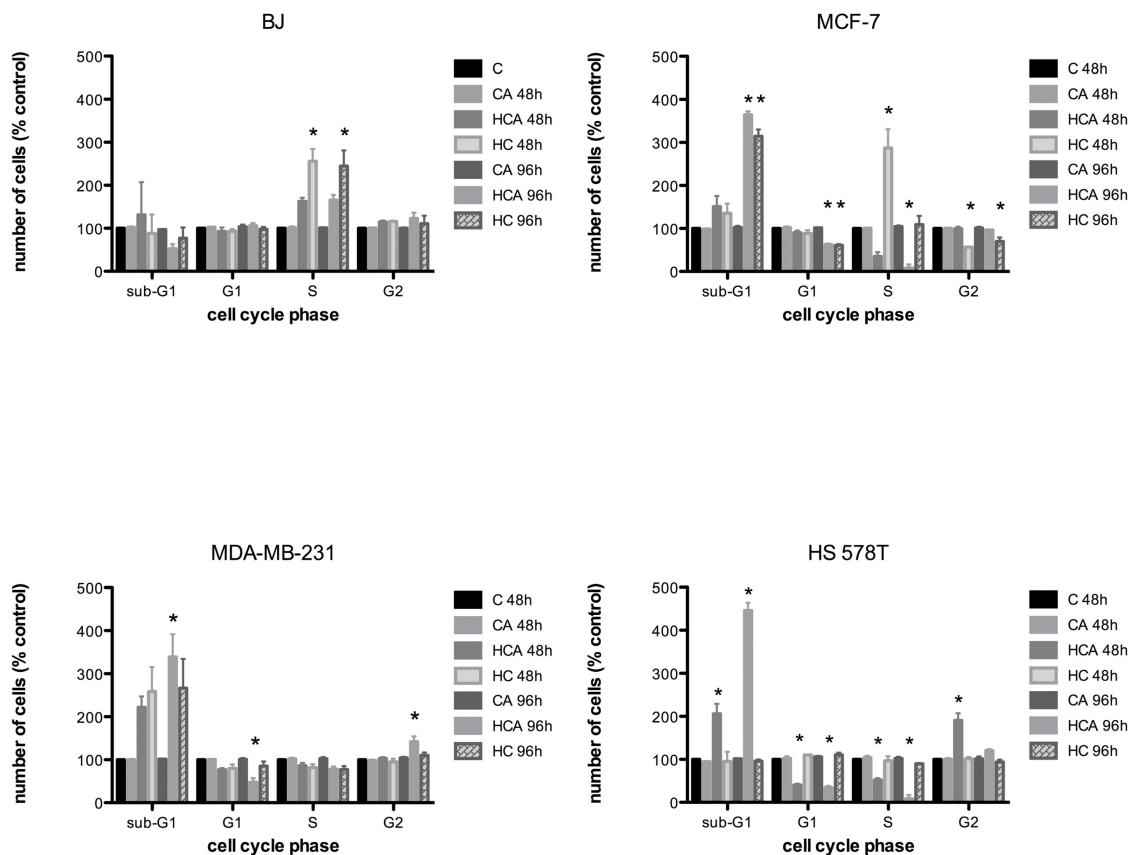 BJ
number of cells (% control)
500
400
300
200
100
0
* *
sub-G1 G1 S G2
cell cycle phase
C
CA 48h
HCA 48h
HC 48h
CA 96h
HCA 96h
HC 96h
MCF-7
number of cells (% control)
500
400
300
200
100
0
* * *
* * * * *
sub-G1 G1 S G2
cell cycle phase
C 48h
CA 48h
HCA 48h
HC 48h
CA 96h
HCA 96h
HC 96h
MDA-MB-231
number of cells (% control)
500
400
300
200
100
0
*
* *
sub-G1 G1 S G2
cell cycle phase
C 48h
CA 48h
HCA 48h
HC 48h
CA 96h
HCA 96h
HC 96h
HS 578T
number of cells (% control)
500
400
300
200
100
0
*
* *
* * * *
sub-G1 G1 S G2
cell cycle phase
C 48h
CA 48h
HCA 48h
HC 48h
CA 96h
HCA 96h
HC 96h